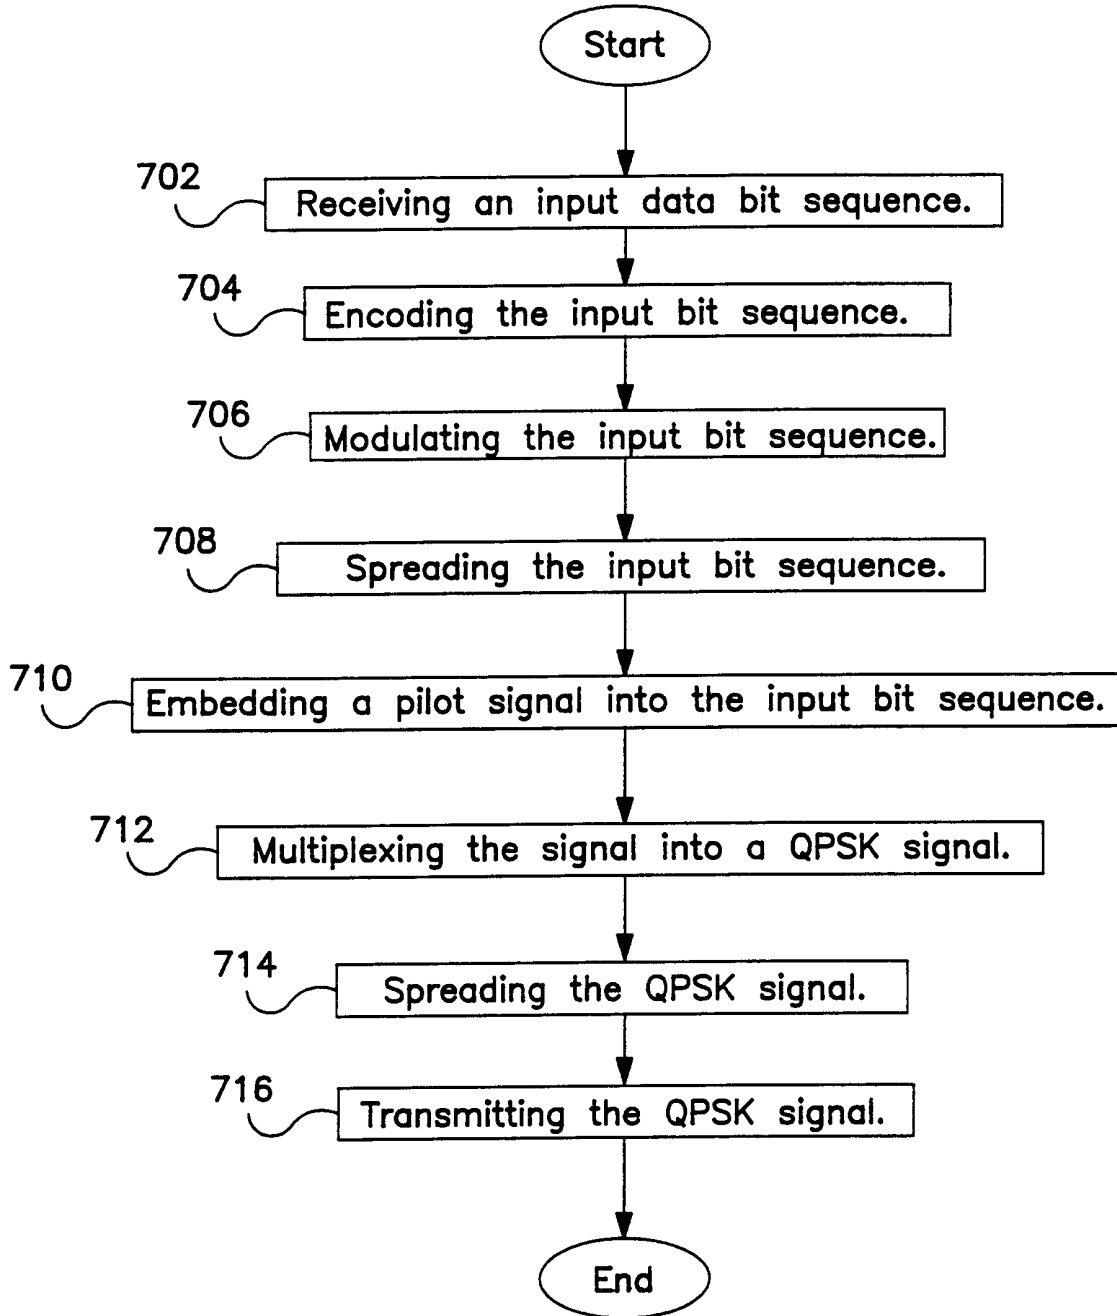 Start
702
Receiving an input data bit sequence.
704
Encoding the input bit sequence.
706
Modulating the input bit sequence.
708
Spreading the input bit sequence.
710
Embedding a pilot signal into the input bit sequence.
712
Multiplexing the signal into a QPSK signal.
714
Spreading the QPSK signal.
716
Transmitting the QPSK signal.
End